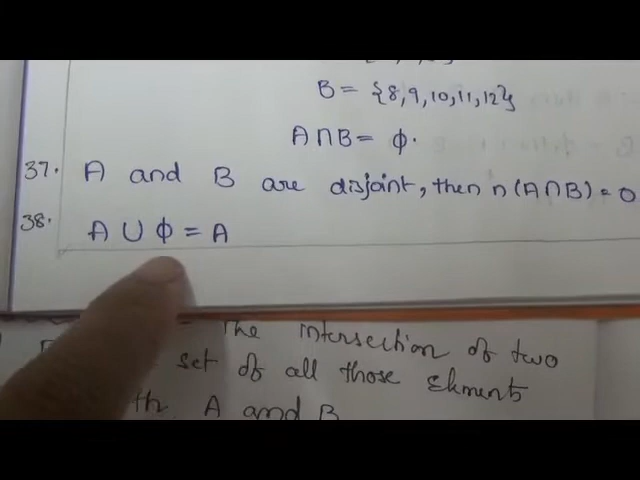 B = {8,9,10,11,12}
A∩B = ϕ.
37. A and B are disjoint, then n(A∩B) = 0
38. A ∪ ϕ = A
The intersection of two
set of all those Elements
th A and B